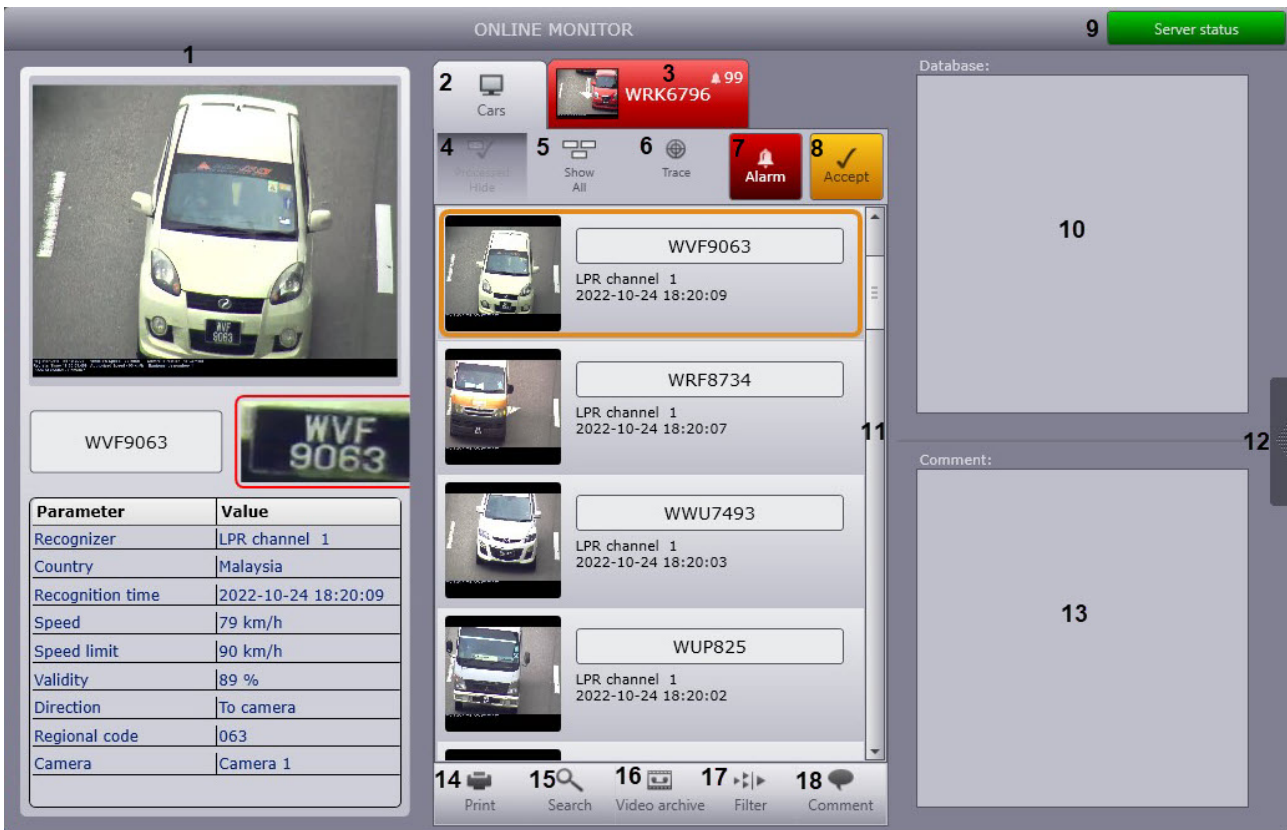 ONLINE MONITOR
9
Server status
1
2
Cars
3
99
WRK6796
4
Processed
Hide
5
Show
All
6
Trace
7
Alarm
8
Accept
WVF
9063
WVF9063
WVF
9063
Parameter Value
Recognizer LPR channel 1
Country Malaysia
Recognition time 2022-10-24 18:20:09
Speed 79 km/h
Speed limit 90 km/h
Validity 89 %
Direction To camera
Regional code 063
Camera Camera 1
WVF9063
LPR channel 1
2022-10-24 18:20:09
WRF8734
LPR channel 1
2022-10-24 18:20:07
11
WWU7493
LPR channel 1
2022-10-24 18:20:03
WUP825
LPR channel 1
2022-10-24 18:20:02
14
Print
15
Search
16
Video archive
17
Filter
18
Comment
Database:
10
12
Comment:
13